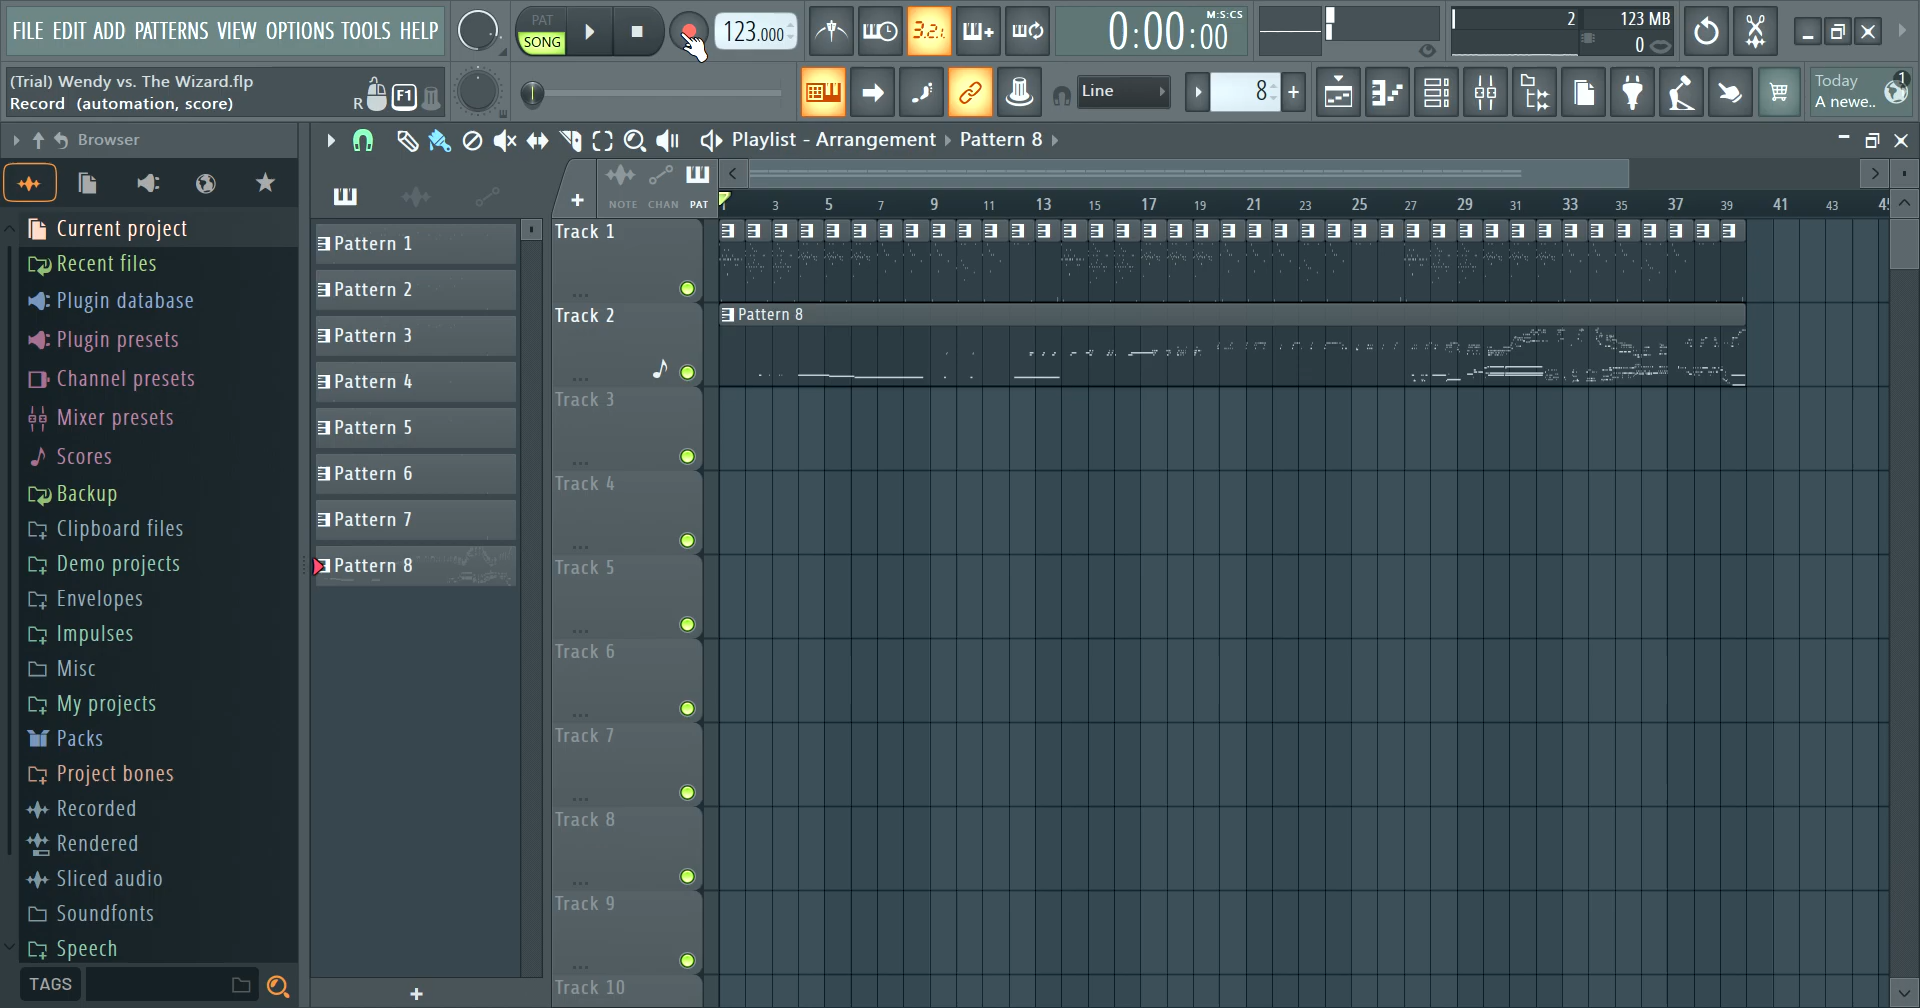 FILE EDIT ADD PATTERNS VIEW OPTIONS TOOLS HELP
PAT
SONG
123.000
3.2.1.
M:S:CS
0:00:00
2
123 MB
0
(Trial) Wendy vs. The Wizard.flp
Record (automation, score)
R
F1
Line
8
+
Today
1
A newe..
Browser
Playlist - Arrangement
Pattern 8
NOTE
CHAN
PAT
+
3
5
7
9
11
13
15
17
19
21
23
25
27
29
31
33
35
37
39
41
43
Current project
Recent files
Plugin database
Plugin presets
Channel presets
Mixer presets
Scores
Backup
Clipboard files
Demo projects
Envelopes
Impulses
Misc
My projects
Packs
Project bones
Recorded
Rendered
Sliced audio
Soundfonts
Speech
TAGS
Pattern 1
Pattern 2
Pattern 3
Pattern 4
Pattern 5
Pattern 6
Pattern 7
Pattern 8
+
Track 1
Track 2
Pattern 8
Track 3
Track 4
Track 5
Track 6
Track 7
Track 8
Track 9
Track 10